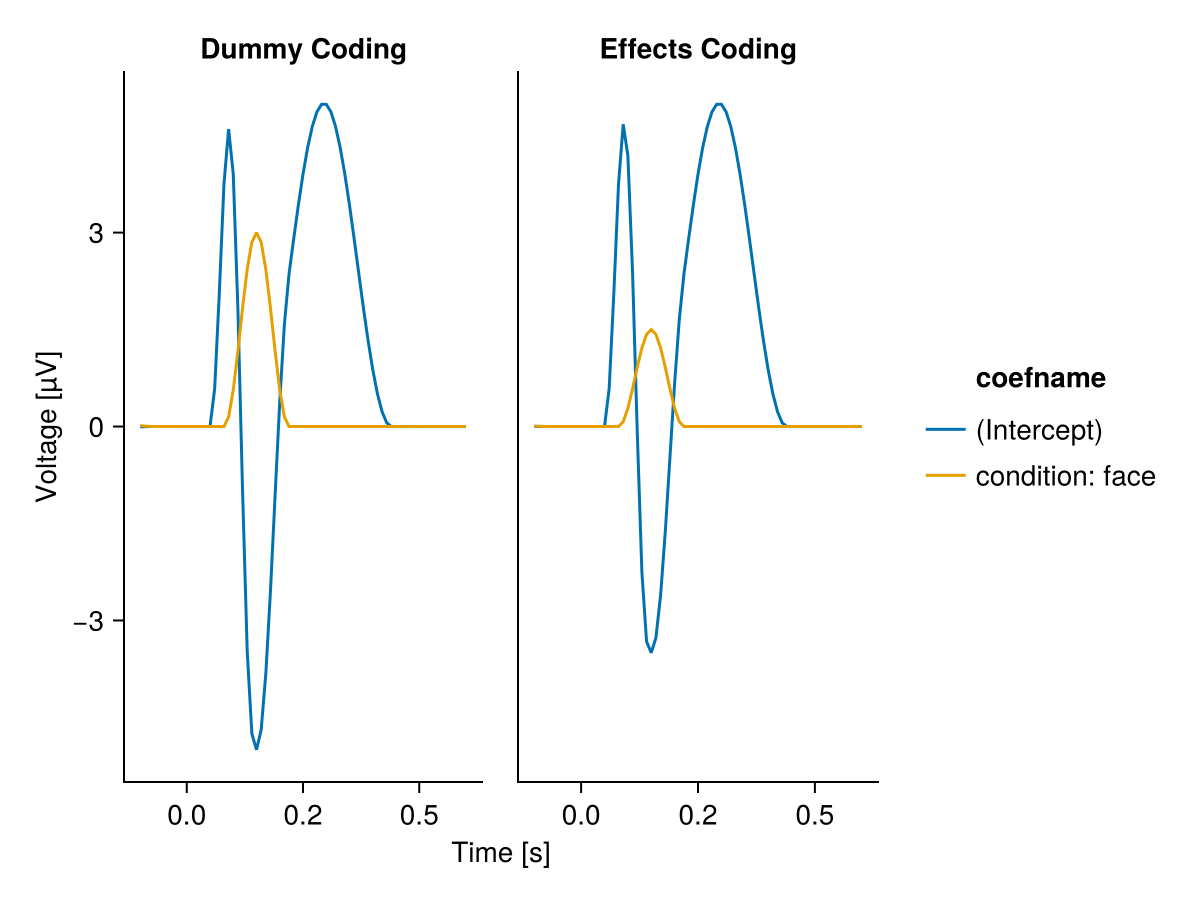 Dummy Coding
Effects Coding
Voltage [µV]
3
0
−3
0.0
0.2
0.5
0.0
0.2
0.5
Time [s]
coefname
(Intercept)
condition: face